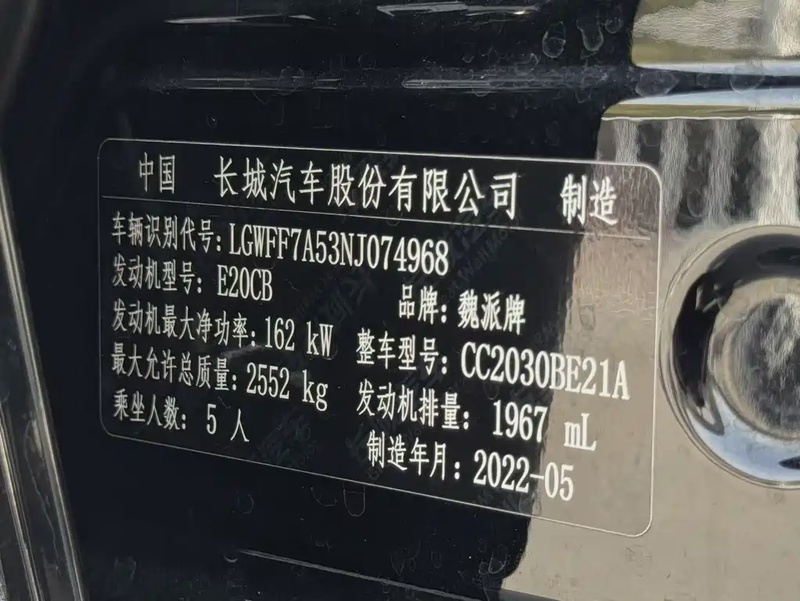 中国 长城汽车股份有限公司 制造
车辆识别代号: LGWFF7A53NJ074968
发动机型号: E20CB 品牌: 魏派牌
发动机最大净功率: 162 kW 整车型号: CC2030BE21A
最大允许总质量: 2552 kg 发动机排量: 1967 mL
乘坐人数: 5 人 制造年月: 2022-05